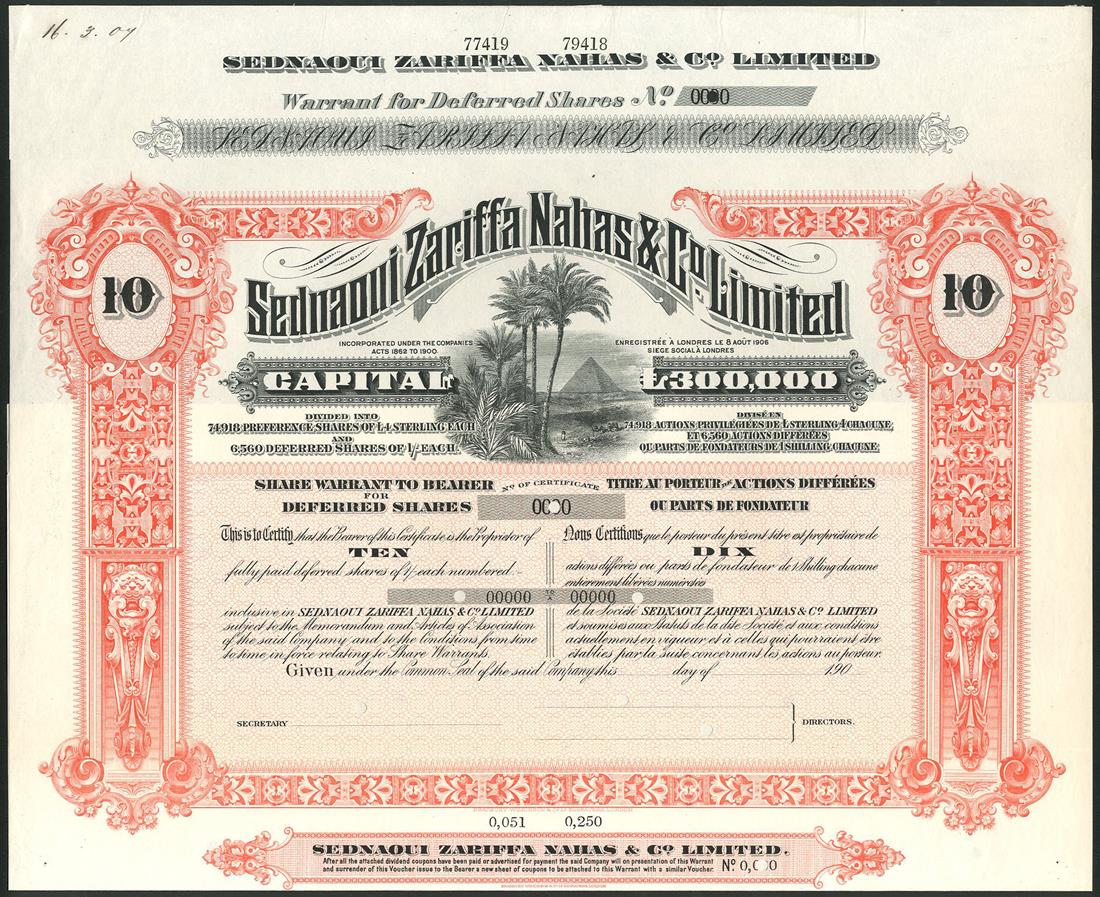 16. 3. 07
77419 79418
SEDNAOUI ZARIFFA NAHAS & Co LIMITED
Warrant for Deferred Shares No 0000
SEDNAOUI ZARIFFA NAHAS & Co LIMITED
10
10
Sednaoui Zariffa Nahas & Co. Limited
INCORPORATED UNDER THE COMPANIES
ACTS 1862 TO 1900.
ENREGISTRÉE À LONDRES LE 8 AOÛT 1906
SIEGE SOCIAL À LONDRES
CAPITAL £300,000
DIVIDED INTO
74,918 PREFERENCE SHARES OF £4 STERLING EACH
AND
6,560 DEFERRED SHARES OF 1/- EACH.
DIVISÉ EN
74,918 ACTIONS PRIVILÉGIÉES DE £ STERLING 4 CHACUNE
ET 6,560 ACTIONS DIFFÉRÉES
OU PARTS DE FONDATEURS DE 1 SHILLING CHACUNE
SHARE WARRANT TO BEARER
FOR
DEFERRED SHARES
No OF CERTIFICATE
0000
TITRE AU PORTEUR DE ACTIONS DIFFÉRÉES
OU PARTS DE FONDATEUR
This is to Certify that the Bearer of this Certificate is the Proprietor of
TEN
fully paid deferred shares of 1/- each numbered:-
Nous Certifions, que le porteur du présent titre est propriétaire de
DIX
actions différées ou parts de fondateur de 1 Shilling chacune
entièrement libérées numérotées
00000 TO A 00000
inclusive in SEDNAOUI ZARIFFA NAHAS & Co LIMITED
subject to the Memorandum and Articles of Association
of the said Company and to the Conditions from time
to time in force relating to Share Warrants.
de la Société SEDNAOUI ZARIFFA NAHAS & Co LIMITED
et soumises aux Statuts de la dite Société et aux conditions
actuellement en vigueur et à celles qui pourraient être
établies par la suite concernant les actions au porteur.
Given under the Common Seal of the said Company this day of 190
SECRETARY
DIRECTORS.
0,051 0,250
SEDNAOUI ZARIFFA NAHAS & Co LIMITED.
After all the attached dividend coupons have been paid or advertised for payment the said Company will on presentation of this Warrant
and surrender of this Voucher issue to the Bearer a new sheet of coupons to be attached to this Warrant with a similar Voucher.
No 0,000